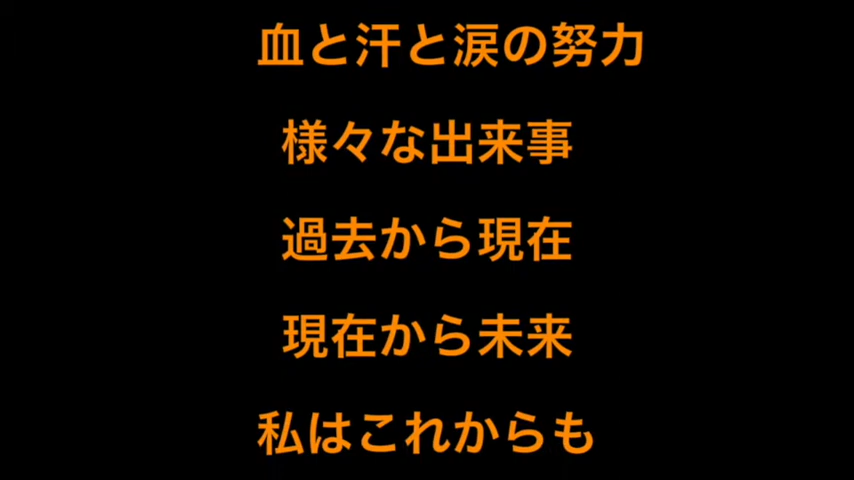 血と汗と涙の努力
様々な出来事
過去から現在
現在から未来
私はこれからも